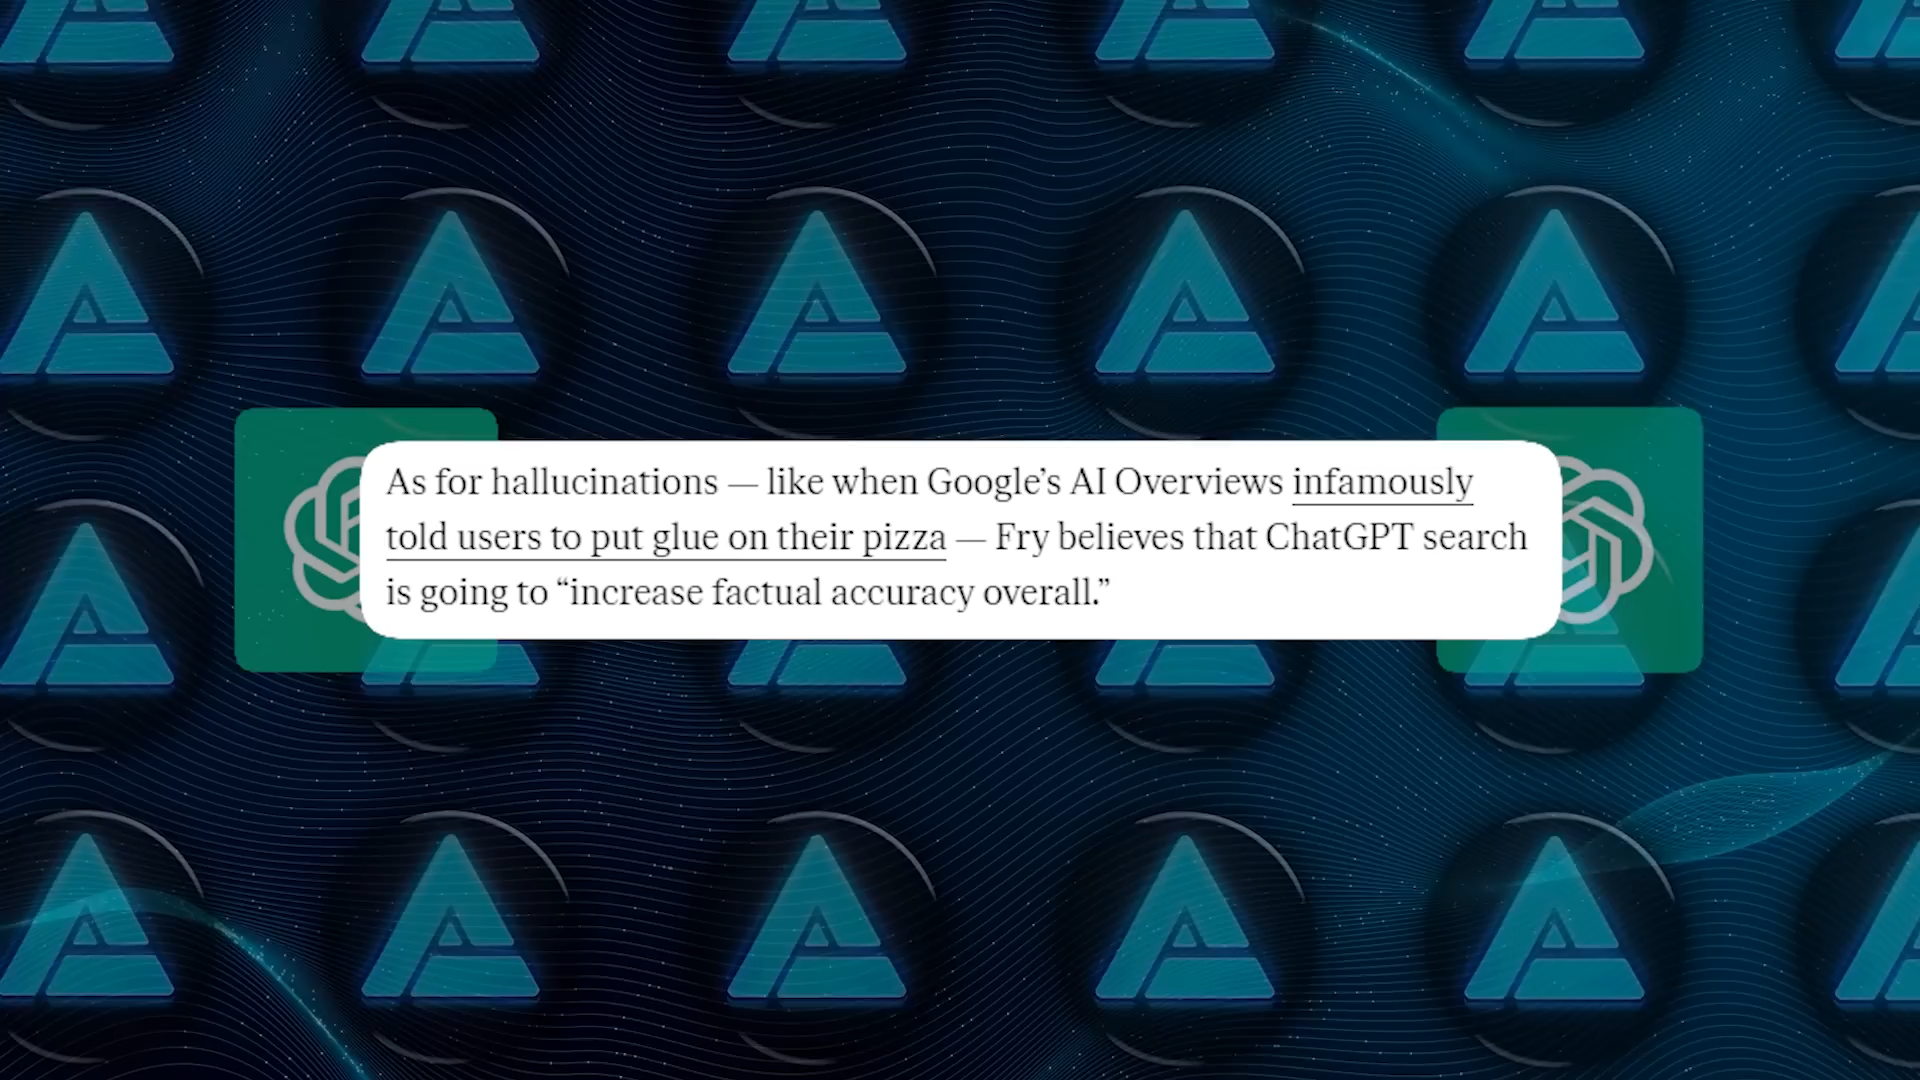 As for hallucinations — like when Google’s AI Overviews infamously
told users to put glue on their pizza — Fry believes that ChatGPT search
is going to “increase factual accuracy overall.”